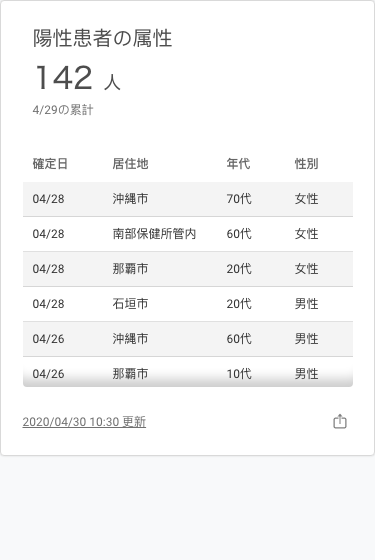 陽性患者の属性
142 人
4/29の累計
確定日 居住地 年代 性別
04/28 沖縄市 70代 女性
04/28 南部保健所管内 60代 女性
04/28 那覇市 20代 女性
04/28 石垣市 20代 男性
04/26 沖縄市 60代 男性
04/26 那覇市 10代 男性
2020/04/30 10:30 更新